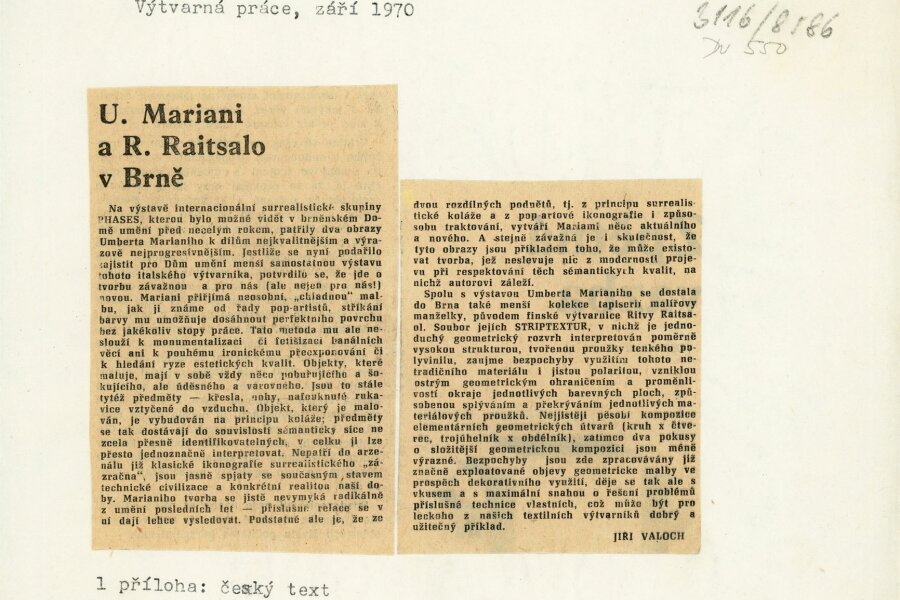 Výtvarná práce, září 1970
3116/8186
U. Mariani
a R. Raitsalo
v Brně
Na výstavě internacionální surrealistické skupiny
PHASES, kterou bylo možné vidět v brněnském Do-
mě umění před necelým rokem, patřily dva obrazy
Umberta Marianiho k dílům nejkvalitnějším a výra-
zově nejprogresivnějším. Jestliže se nyní podařilo
zajistit pro Dům umění menší samostatnou výstavu
tohoto italského výtvarníka, potvrdilo se, že jde o
tvorbu závažnou a pro nás (ale nejen pro nás!)
novou. Mariani přijímá neosobní, „chladnou“ mal-
bu, jak ji známe od řady pop-artistů, stříkání
barvy mu umožňuje dosáhnout perfektního povrchu
bez jakékoliv stopy práce. Tato metoda mu ale ne-
slouží k monumentalizaci či fetišizaci banálních
věcí ani k pouhému ironickému přeexponování či
k hledání ryze estetických kvalit. Objekty, které
maluje, mají v sobě vždy něco pobuřujícího a šo-
kujícího, ale úděsného a varovného. Jsou to stále
tytéž předměty — křesla, nohy, nafouknuté ruka-
vice vztyčené do vzduchu. Objekt, který je malo-
ván, je vybudován na principu koláže; předměty
se tak dostávají do souvislostí sémanticky sice ne
zcela přesně identifikovatelných, v celku ji lze
přesto jednoznačně interpretovat. Nepatří do arze-
nálu již klasické ikonografie surrealistického „zá-
zračna“, jsou jasně spjaty se současným stavem
technické civilizace a konkrétní realitou naší do-
by. Marianiho tvorba se jistě nevymyká radikálně
z umění posledních let — příslušné relace se v
ní dají lehce vysledovat. Podstatné ale je, že ze
dvou rozdílných podnětů, tj. z principu surrealis-
tické koláže a z pop-artové ikonografie i způso-
bu traktování, vytváří Mariani něco aktuálního
a nového. A stejně závažná je i skutečnost, že
tyto obrazy jsou příkladem toho, že může existo-
vat tvorba, jež neslevuje nic z modernosti proje-
vu při respektování těch sémantických kvalit, na
nichž autorovi záleží.
Spolu s výstavou Umberta Marianiho se dostala
do Brna také menší kolekce tapiserií malířovy
manželky, původem finské výtvarnice Ritvy Raitsa-
ol. Soubor jejích STRIPTEXTUR, v nichž je jedno-
duchý geometrický rozvrh interpretován poměrně
vysokou strukturou, tvořenou proužky tenkého po-
lyvinilu, zaujme bezpochyby využitím tohoto ne-
tradičního materiálu i jistou polaritou, vzniklou
ostrým geometrickým ohraničením a proměnli-
vostí okraje jednotlivých barevných ploch, způ-
sobenou splýváním a překrýváním jednotlivých ma-
teriálových proužků. Nejjistěji působí kompozice
elementárních geometrických útvarů (kruh x čtve-
rec, trojúhelník x obdélník), zatímco dva pokusy
o složitější geometrickou kompozici jsou méně
výrazné. Bezpochyby jsou zde zpracovávány již
značně exploatované objevy geometrické malby ve
prospěch dekorativního využití, děje se tak ale s
vkusem a s maximální snahou o řešení problémů
příslušné technice vlastních, což může být pro
leckoho z našich textilních výtvarníků dobrý a
užitečný příklad.
JIŘI VALOCH
1 příloha: český text